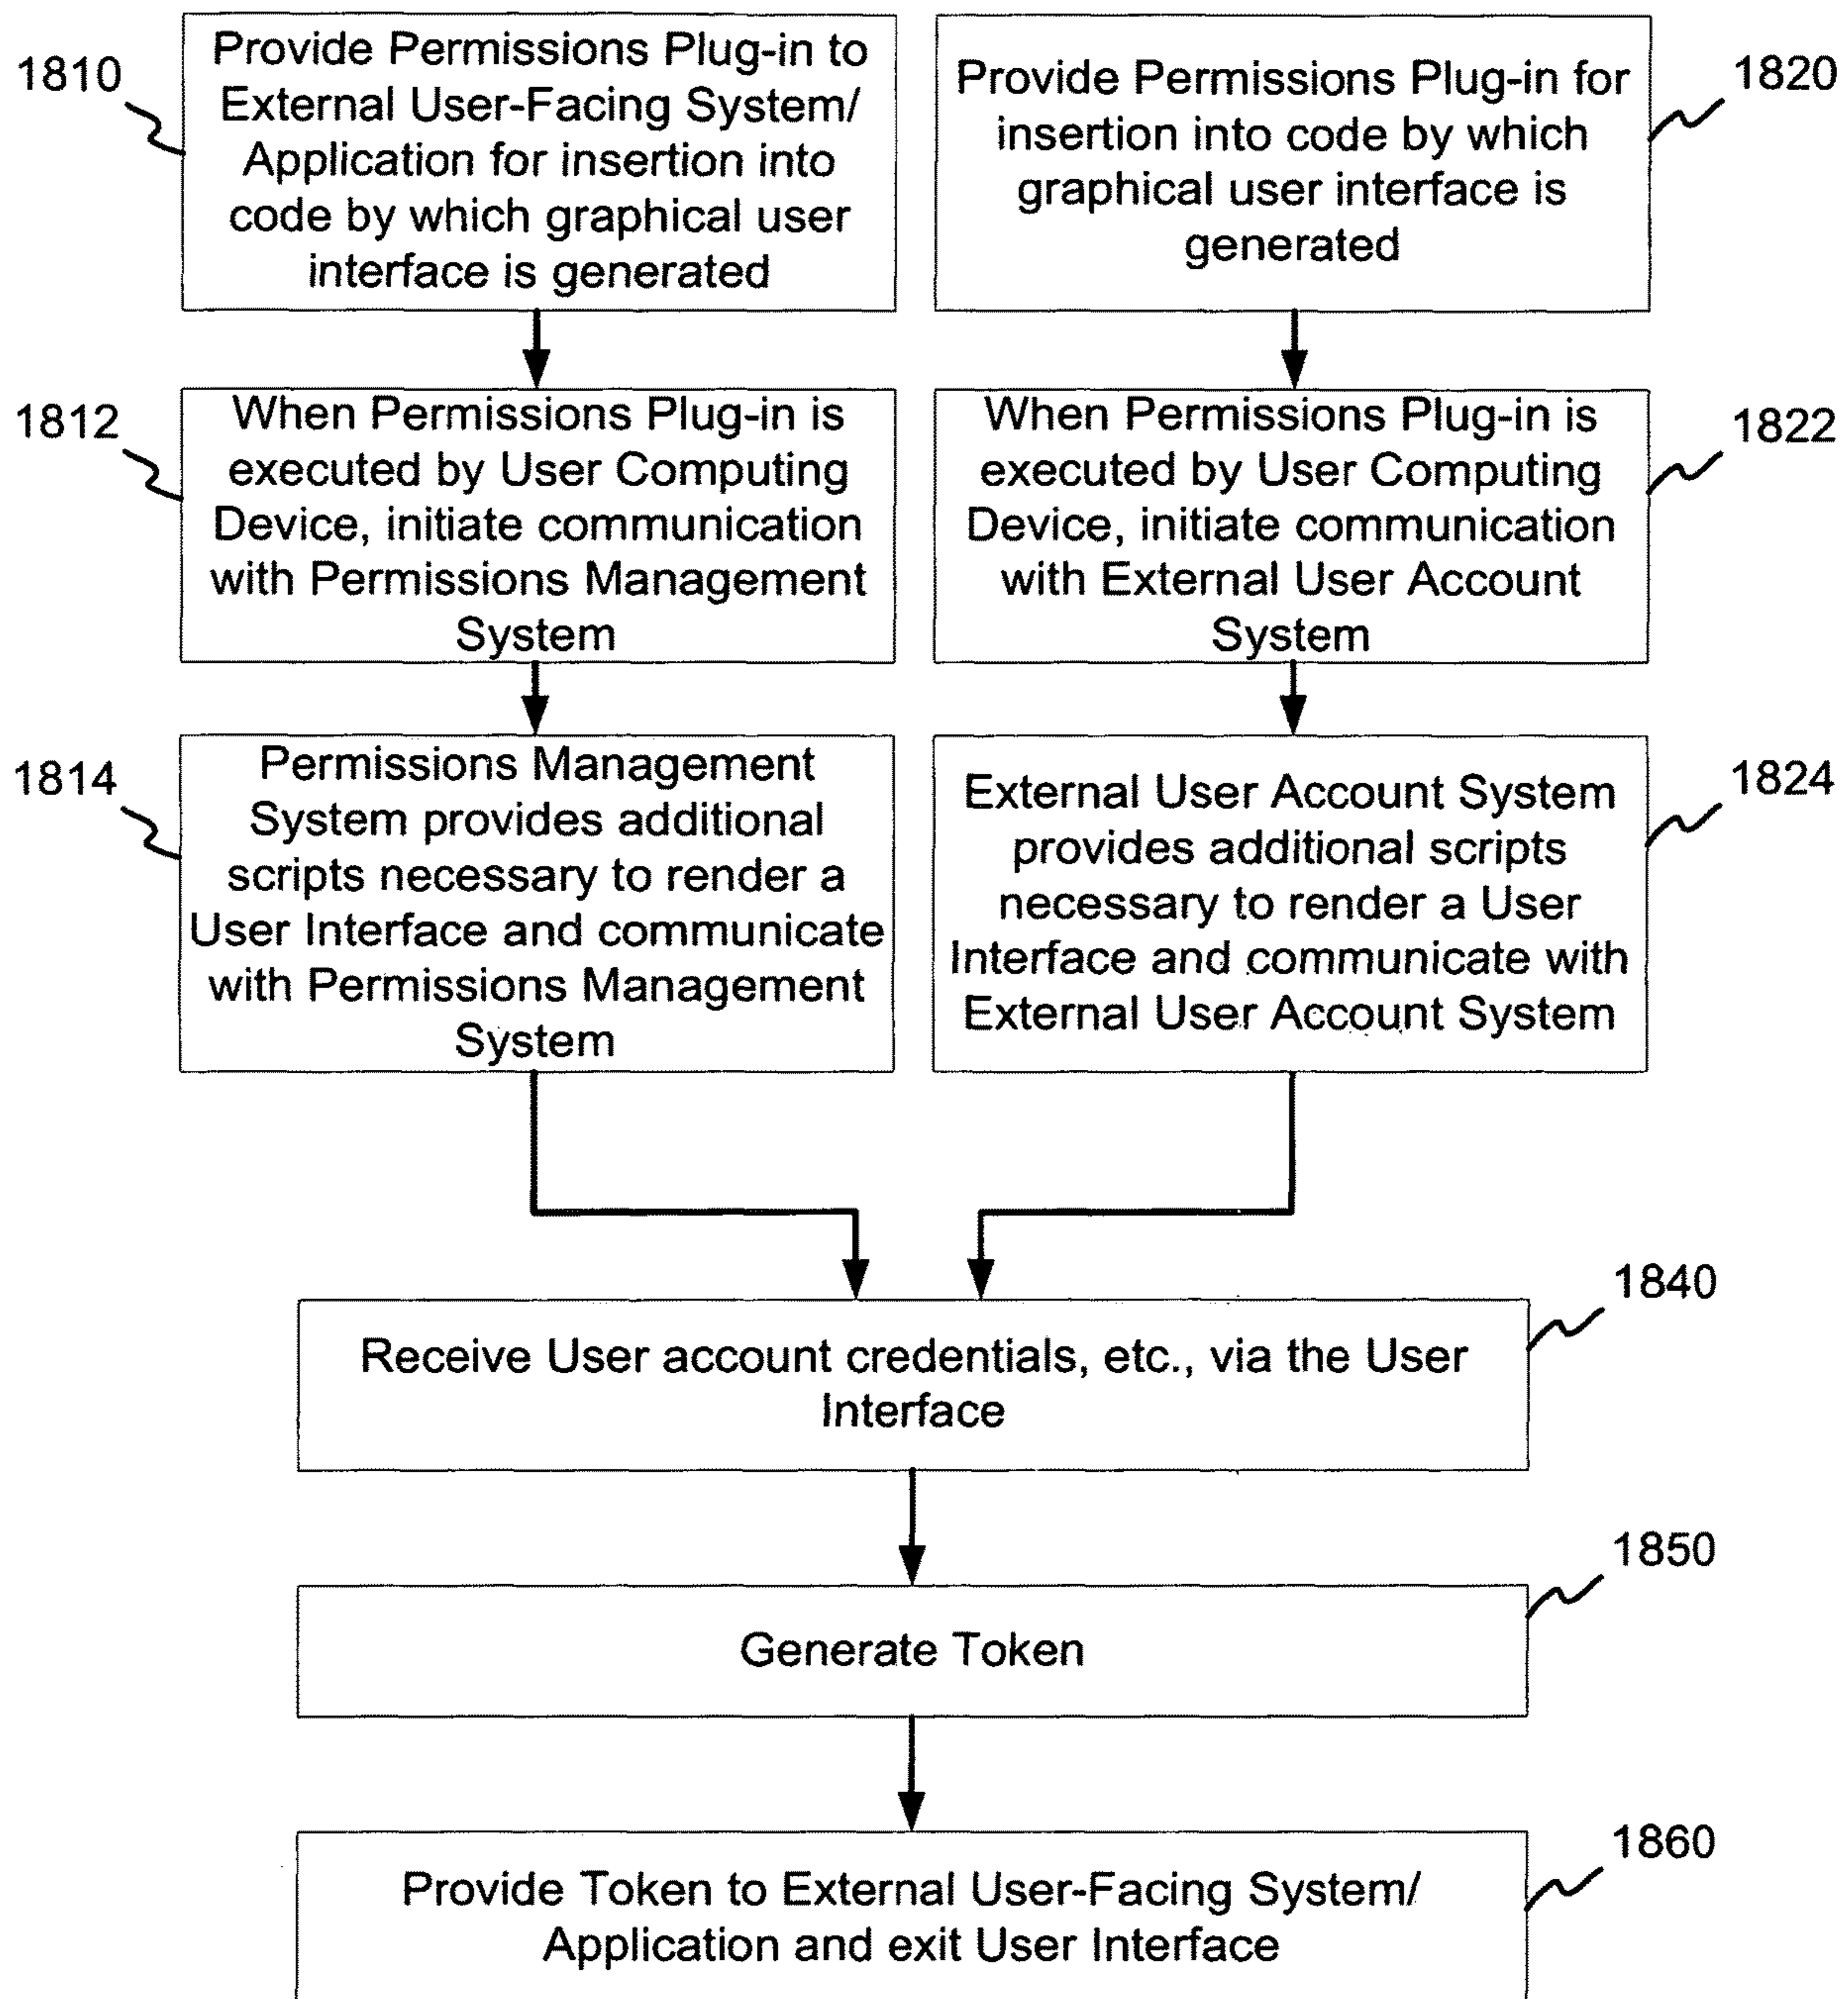 1810
Provide Permissions Plug-in to
External User-Facing System/
Application for insertion into
code by which graphical user
interface is generated
1820
Provide Permissions Plug-in for
insertion into code by which
graphical user interface is
generated
1812
When Permissions Plug-in is
executed by User Computing
Device, initiate communication
with Permissions Management
System
1822
When Permissions Plug-in is
executed by User Computing
Device, initiate communication
with External User Account
System
1814
Permissions Management
System provides additional
scripts necessary to render a
User Interface and communicate
with Permissions Management
System
1824
External User Account System
provides additional scripts
necessary to render a User
Interface and communicate with
External User Account System
1840
Receive User account credentials, etc., via the User
Interface
1850
Generate Token
1860
Provide Token to External User-Facing System/
Application and exit User Interface